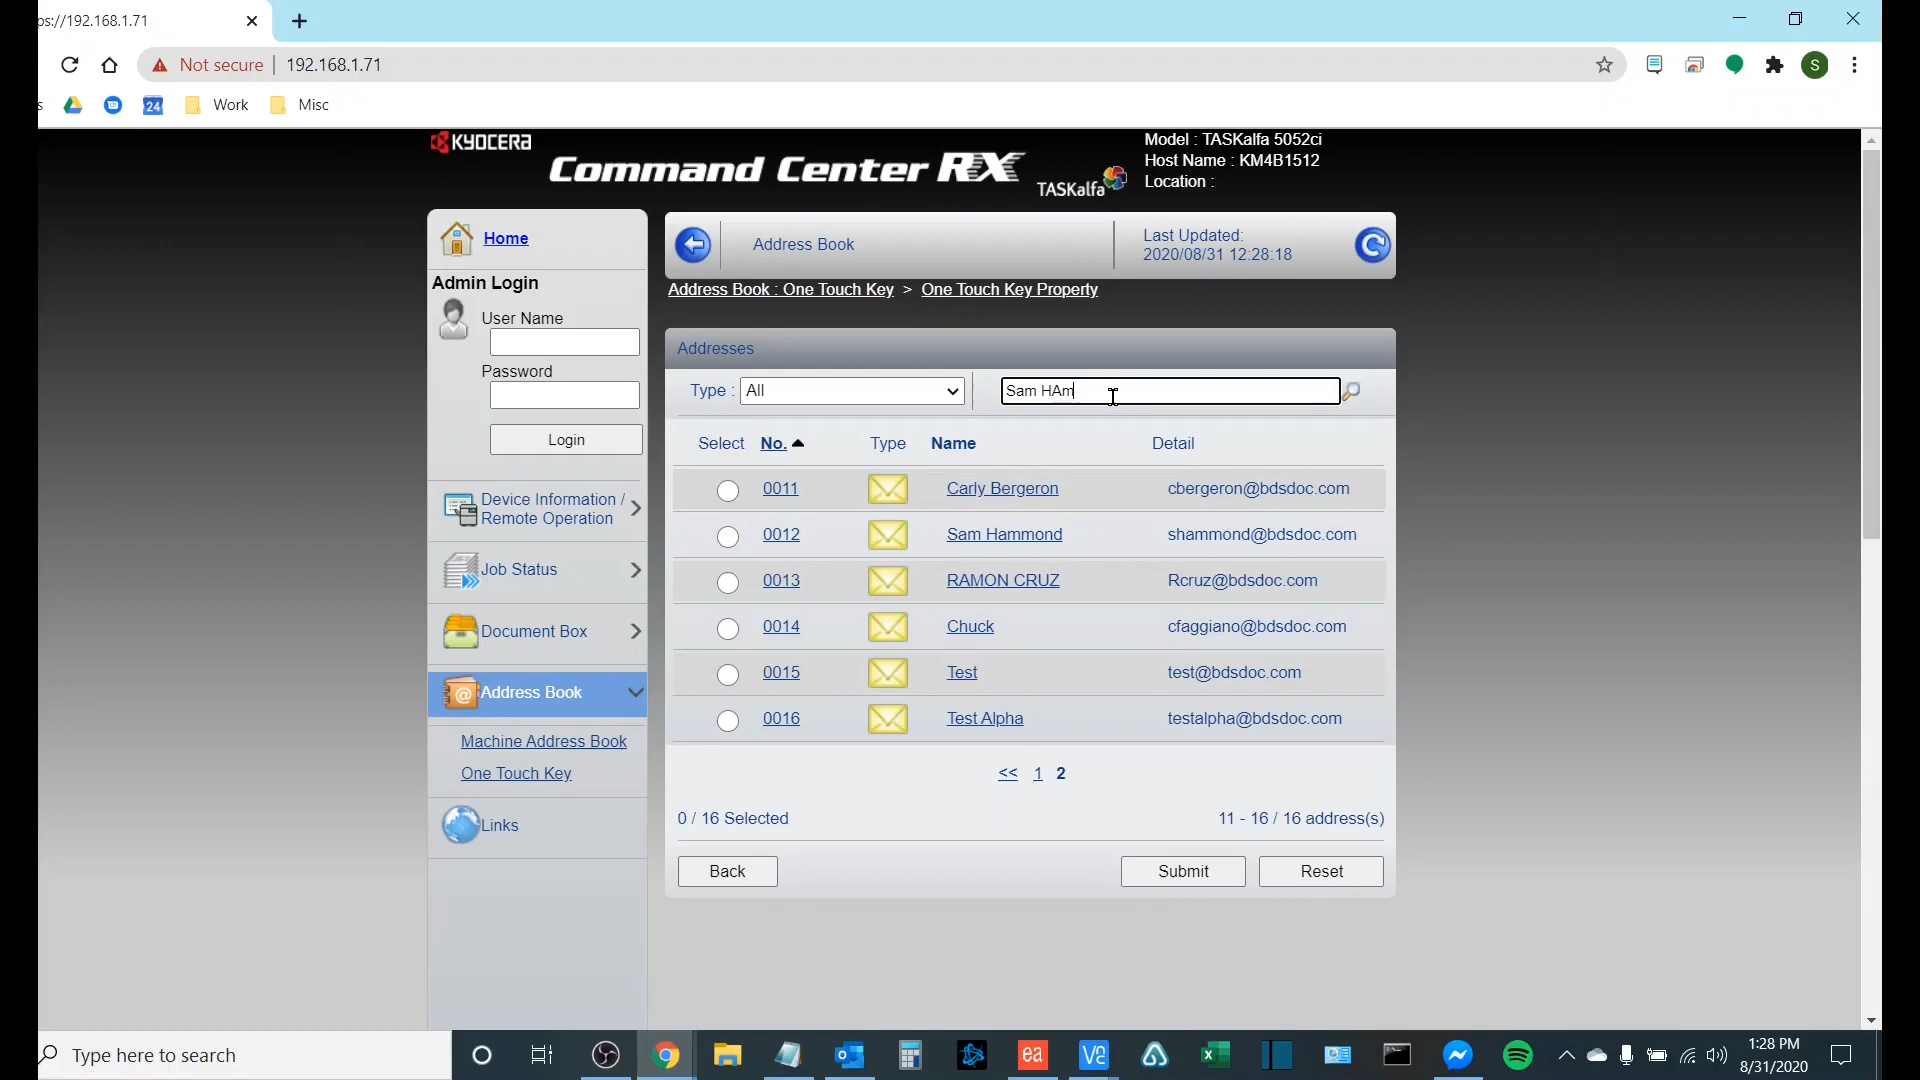 ps://192.168.1.71
Not secure 192.168.1.71
S
s 24 Work Misc
KYOCERA
Command Center RX
TASKalfa
Model : TASKalfa 5052ci
Host Name : KM4B1512
Location :
Home
Admin Login
User Name
Password
Login
Device Information /
Remote Operation
Job Status
Document Box
Address Book
Machine Address Book
One Touch Key
Links
Address Book
Last Updated:
2020/08/31 12:28:18
Address Book : One Touch Key > One Touch Key Property
Addresses
Type : All Sam HAm
Select No. Type Name Detail
0011 Carly Bergeron cbergeron@bdsdoc.com
0012 Sam Hammond shammond@bdsdoc.com
0013 RAMON CRUZ Rcruz@bdsdoc.com
0014 Chuck cfaggiano@bdsdoc.com
0015 Test test@bdsdoc.com
0016 Test Alpha testalpha@bdsdoc.com
<< 1 2
0 / 16 Selected 11 - 16 / 16 address(s)
Back Submit Reset
Type here to search
ea
1:28 PM
8/31/2020